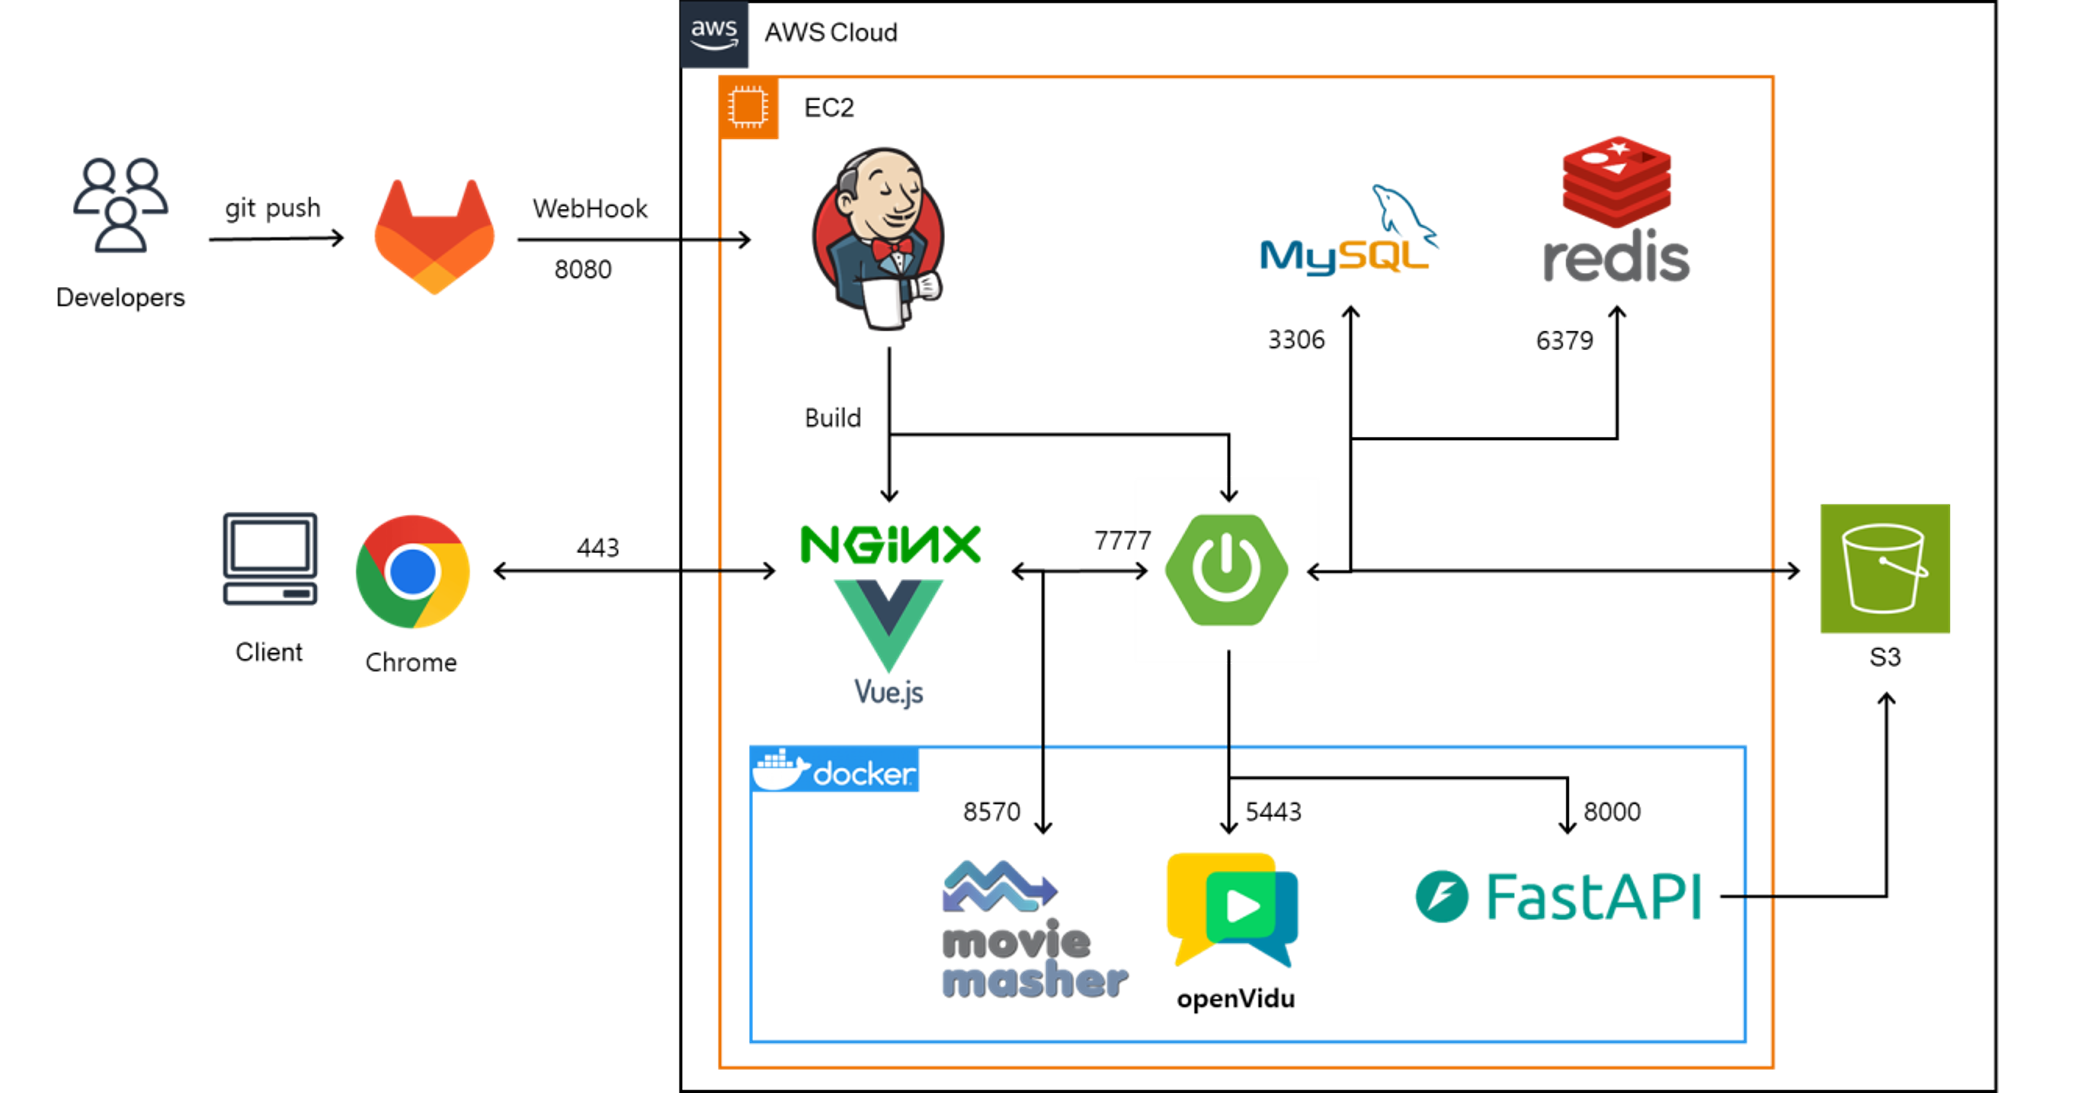 aws
AWS Cloud
EC2
git push
WebHook
8080
Developers
MySQL
redis
3306
6379
Build
443
NGiNX
7777
Client
Chrome
Vue.js
S3
docker
8570
5443
8000
movie
masher
openVidu
FastAPI